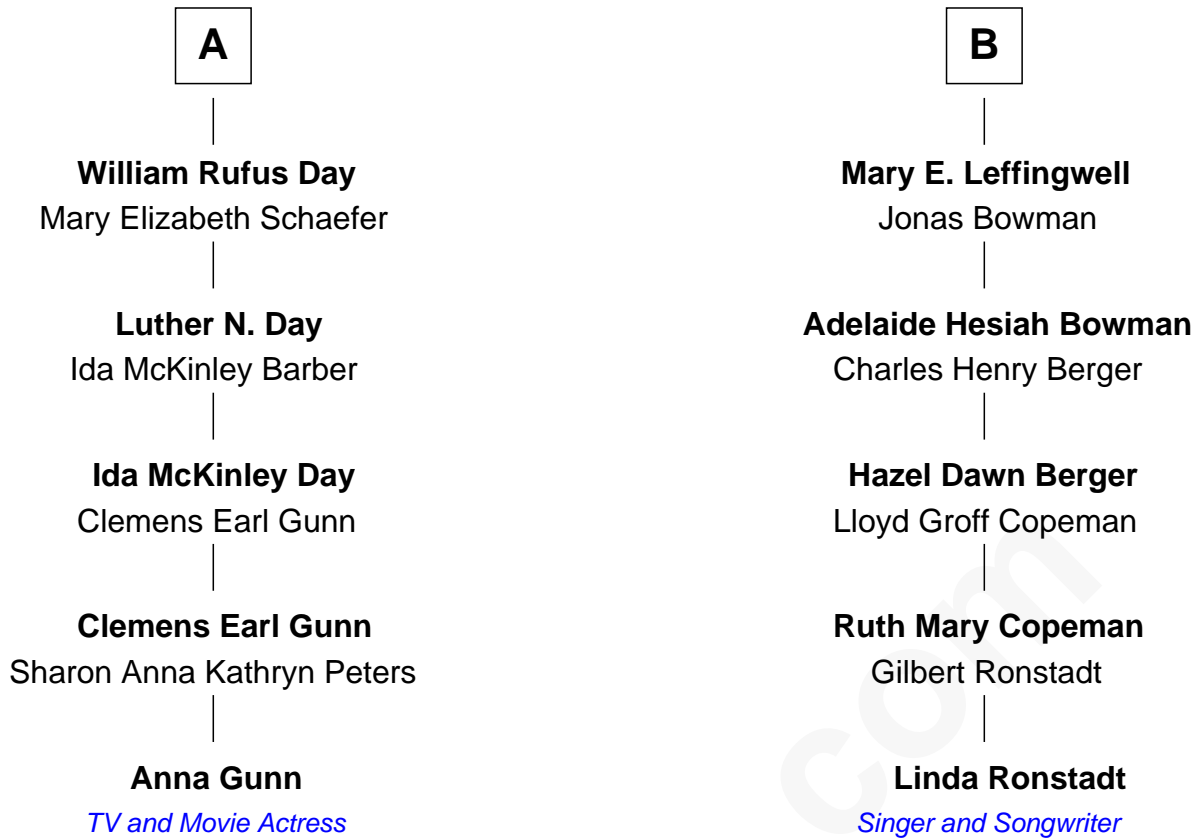 A
William Rufus Day
Mary Elizabeth Schaefer
Luther N. Day
Ida McKinley Barber
Ida McKinley Day
Clemens Earl Gunn
Clemens Earl Gunn
Sharon Anna Kathryn Peters
Anna Gunn
TV and Movie Actress
B
Mary E. Leffingwell
Jonas Bowman
Adelaide Hesiah Bowman
Charles Henry Berger
Hazel Dawn Berger
Lloyd Groff Copeman
Ruth Mary Copeman
Gilbert Ronstadt
Linda Ronstadt
Singer and Songwriter
com